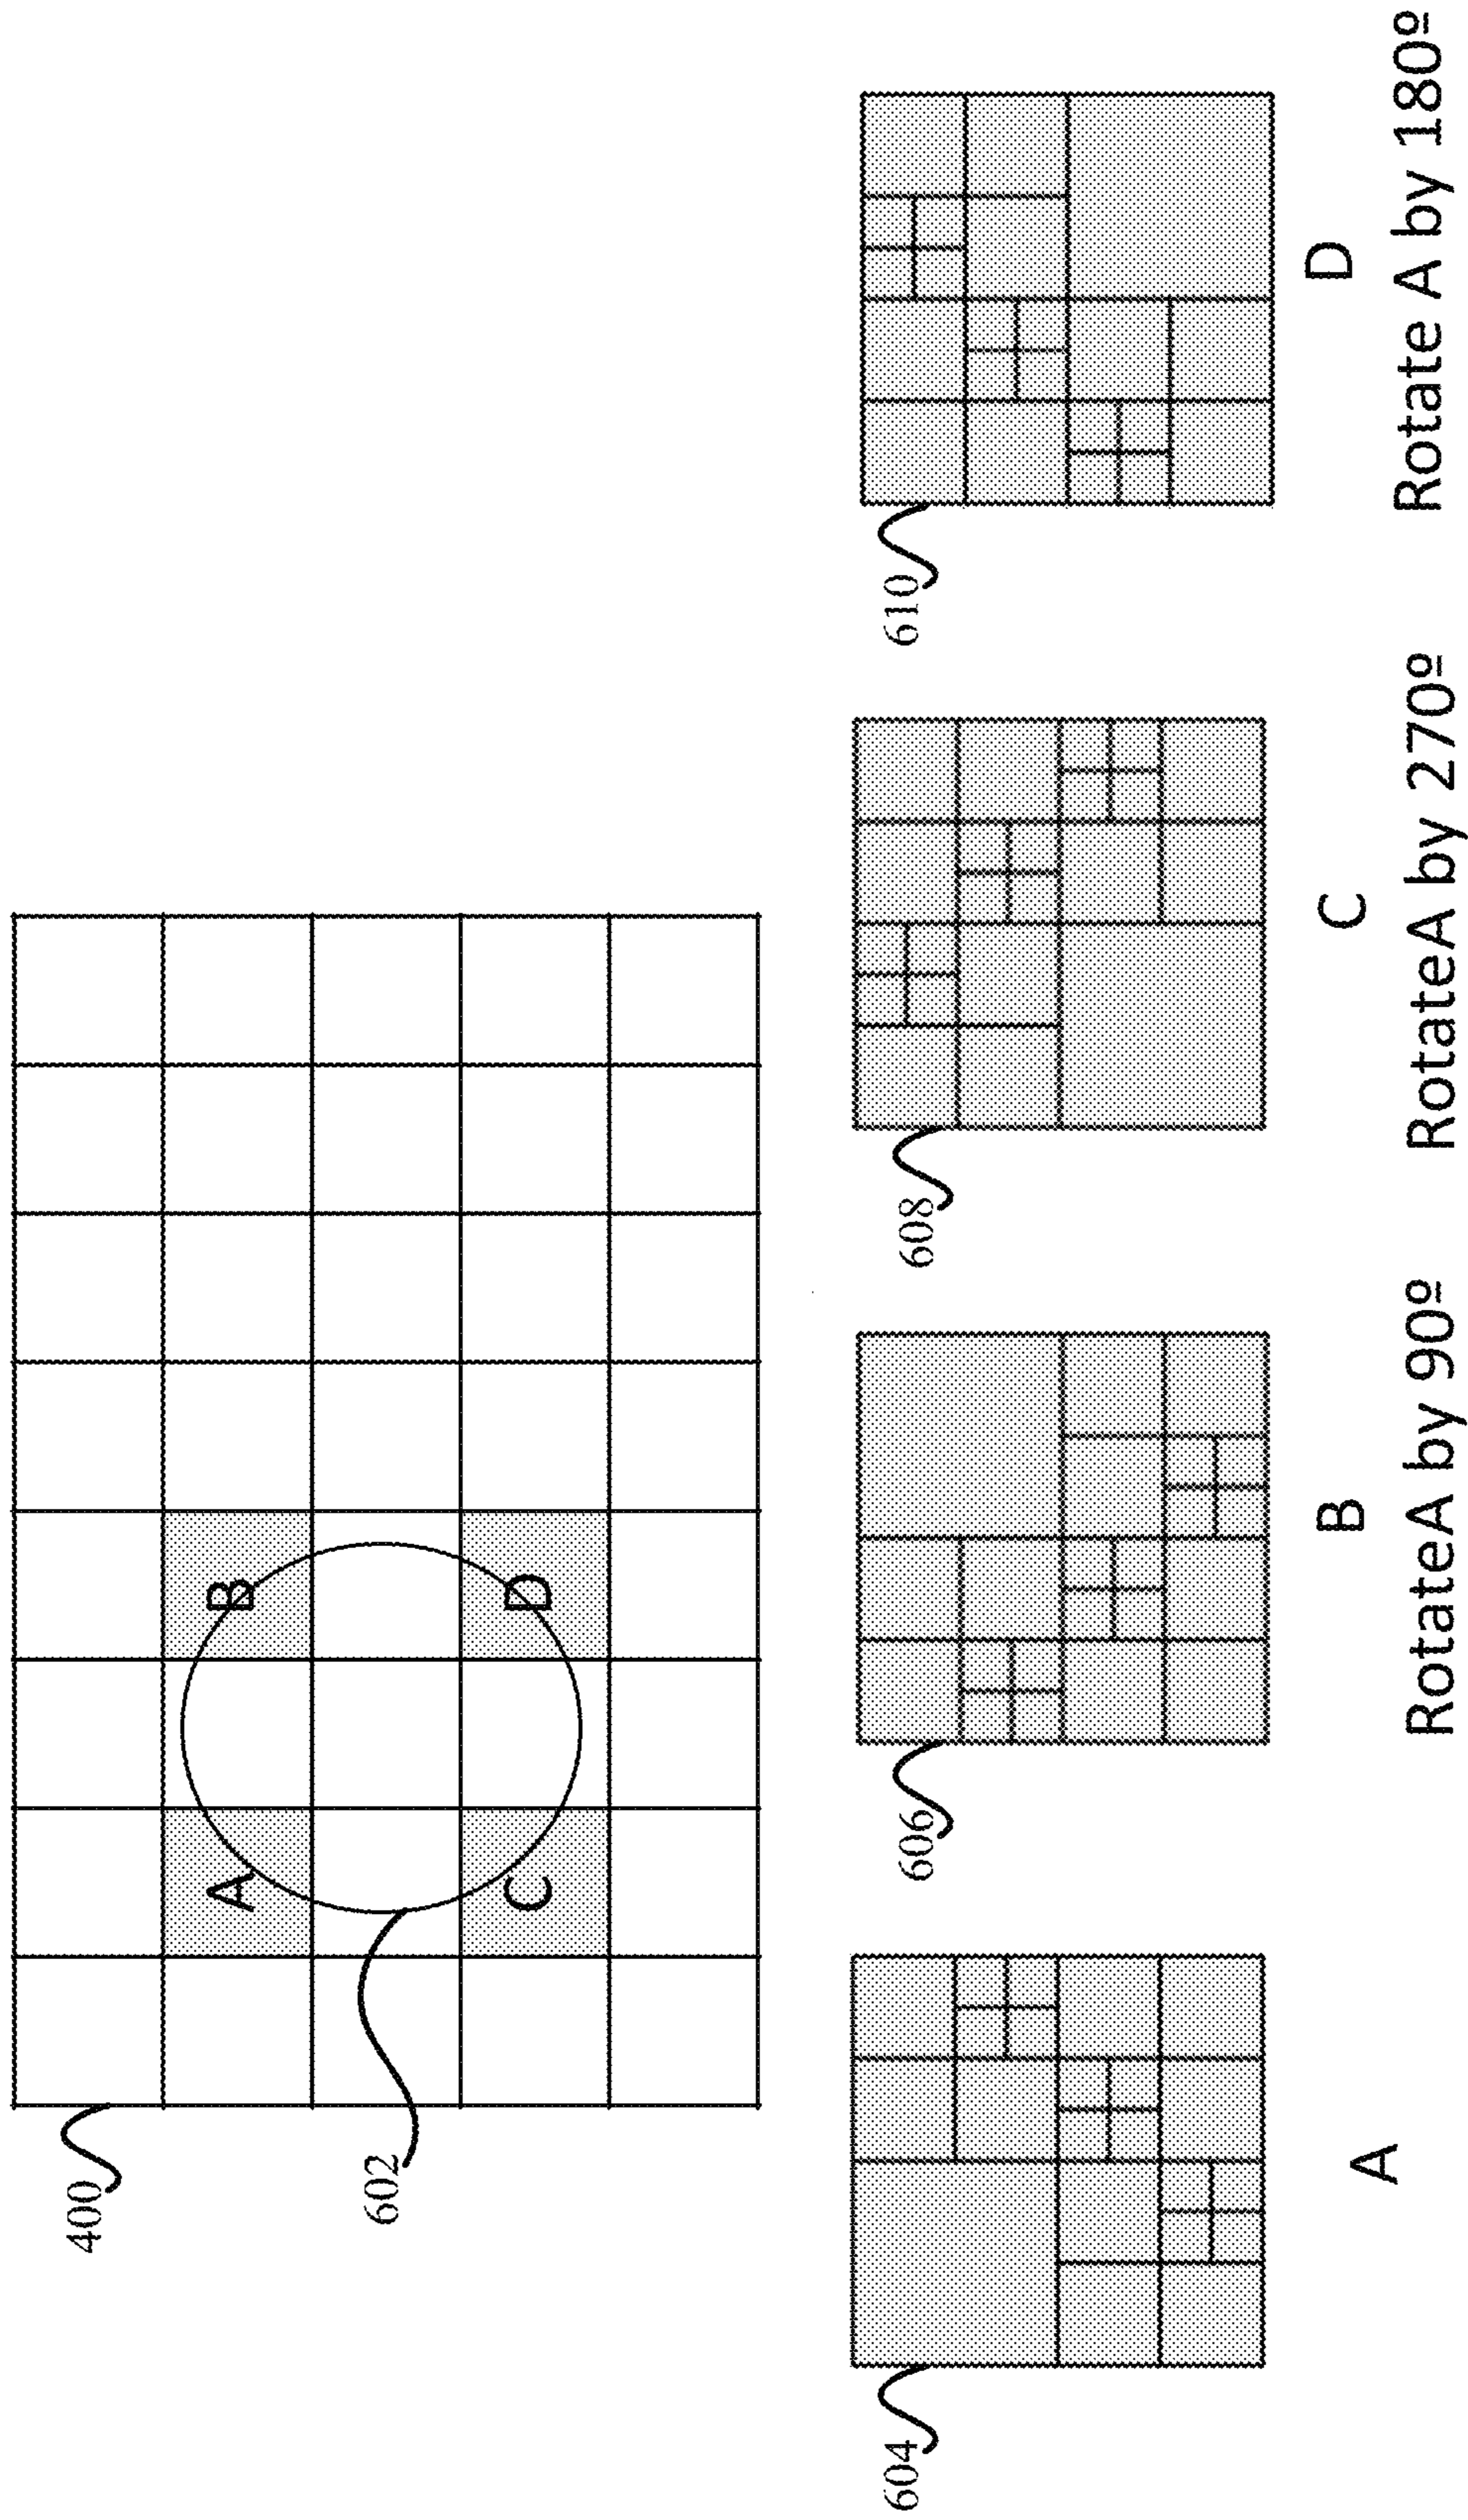 400
602
A
B
C
D
604
606
608
610
A
B
C
D
RotateA by 90º
RotateA by 270º
Rotate A by 180º